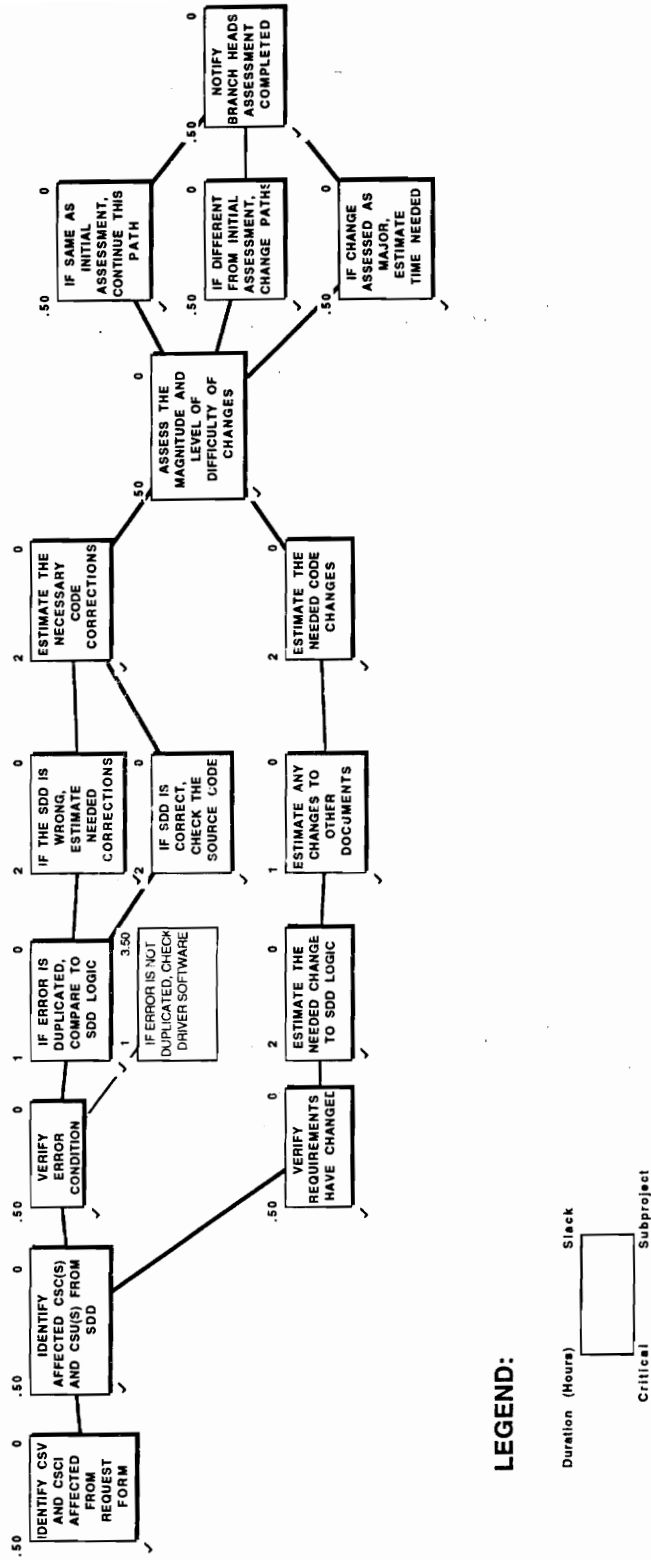 .50
0
IDENTIFY CSV
AND CSCI
AFFECTED
FROM
REQUEST
FORM
.50
0
IDENTIFY
AFFECTED CSC(S)
AND CSU(S) FROM
SDD
.50
0
VERIFY
ERROR
CONDITION
1
0
IF ERROR IS
DUPLICATED,
COMPARE TO
SDD LOGIC
1
3.50
IF ERROR IS NOT
DUPLICATED, CHECK
DRIVER SOFTWARE
2
0
IF THE SDD IS
WRONG,
ESTIMATE
NEEDED
CORRECTIONS
2
0
IF SDD IS
CORRECT,
CHECK THE
SOURCE CODE
2
0
ESTIMATE THE
NECESSARY
CODE
CORRECTIONS
.50
0
VERIFY
REQUIREMENTS
HAVE CHANGED
2
0
ESTIMATE THE
NEEDED CHANGE
TO SDD LOGIC
1
0
ESTIMATE ANY
CHANGES TO
OTHER
DOCUMENTS
2
0
ESTIMATE THE
NEEDED CODE
CHANGES
.50
0
ASSESS THE
MAGNITUDE AND
LEVEL OF
DIFFICULTY OF
CHANGES
.50
0
IF SAME AS
INITIAL
ASSESSMENT,
CONTINUE THIS
PATH
.50
0
IF DIFFERENT
FROM INITIAL
ASSESSMENT,
CHANGE PATHS
.50
0
IF CHANGE
ASSESSED AS
MAJOR,
ESTIMATE
TIME NEEDED
.50
0
NOTIFY
BRANCH HEADS
ASSESSMENT
COMPLETED
LEGEND:
Duration (Hours)
Slack
Critical
Subproject